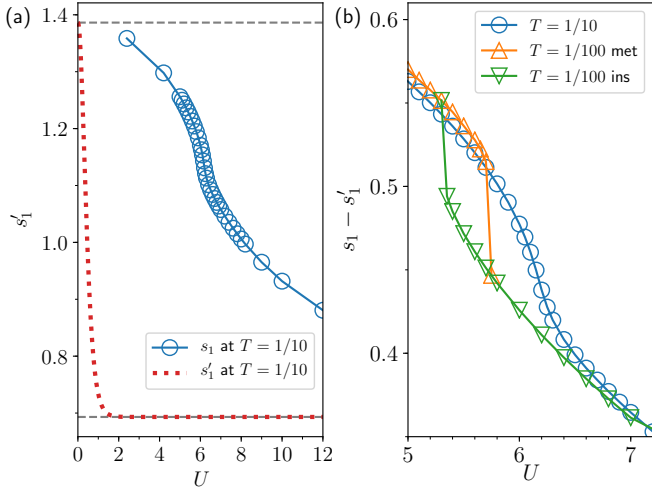 (a)
1.4
1.2
1.0
0.8
s′₁
0 2 4 6 8 10 12
U
s₁ at T = 1/10
s′₁ at T = 1/10
(b)
0.6
0.5
0.4
s₁ − s′₁
5 6 7
U
T = 1/10
T = 1/100 met
T = 1/100 ins